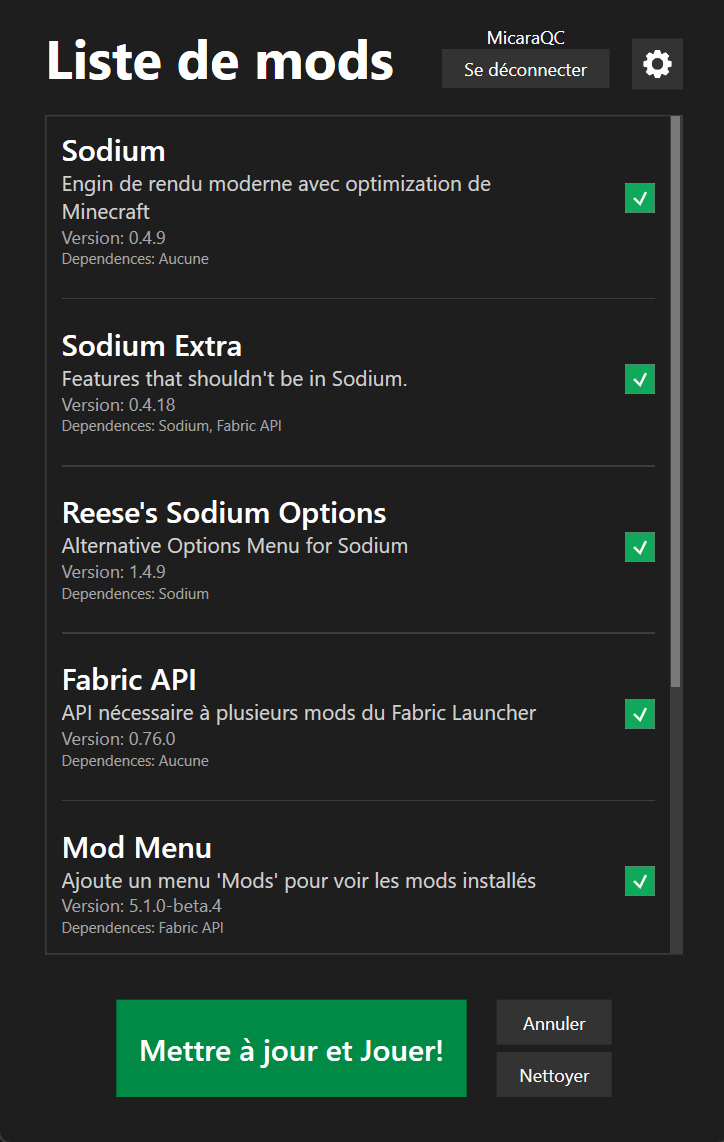 Liste de mods
MicaraQC
Se déconnecter
Sodium
Engin de rendu moderne avec optimization de
Minecraft
Version: 0.4.9
Dependences: Aucune
Sodium Extra
Features that shouldn't be in Sodium.
Version: 0.4.18
Dependences: Sodium, Fabric API
Reese's Sodium Options
Alternative Options Menu for Sodium
Version: 1.4.9
Dependences: Sodium
Fabric API
API nécessaire à plusieurs mods du Fabric Launcher
Version: 0.76.0
Dependences: Aucune
Mod Menu
Ajoute un menu 'Mods' pour voir les mods installés
Version: 5.1.0-beta.4
Dependences: Fabric API
Mettre à jour et Jouer!
Annuler
Nettoyer